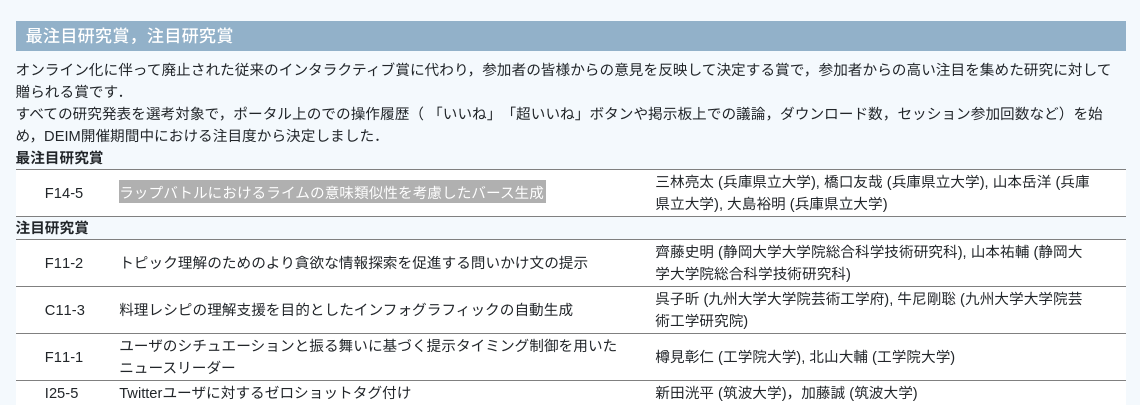 最注目研究賞，注目研究賞
オンライン化に伴って廃止された従来のインタラクティブ賞に代わり，参加者の皆様からの意見を反映して決定する賞で，参加者からの高い注目を集めた研究に対して
贈られる賞です．
すべての研究発表を選考対象で，ポータル上のでの操作履歴（ 「いいね」「超いいね」ボタンや掲示板上での議論，ダウンロード数，セッション参加回数など）を始
め，DEIM開催期間中における注目度から決定しました．
最注目研究賞
F14-5 ラップバトルにおけるライムの意味類似性を考慮したバース生成 三林亮太 (兵庫県立大学), 橋口友哉 (兵庫県立大学), 山本岳洋 (兵庫
県立大学), 大島裕明 (兵庫県立大学)
注目研究賞
F11-2 トピック理解のためのより貪欲な情報探索を促進する問いかけ文の提示 齊藤史明 (静岡大学大学院総合科学技術研究科), 山本祐輔 (静岡大
学大学院総合科学技術研究科)
C11-3 料理レシピの理解支援を目的としたインフォグラフィックの自動生成 呉子昕 (九州大学大学院芸術工学府), 牛尼剛聡 (九州大学大学院芸
術工学研究院)
F11-1 ユーザのシチュエーションと振る舞いに基づく提示タイミング制御を用いた
ニュースリーダー 樽見彰仁 (工学院大学), 北山大輔 (工学院大学)
I25-5 Twitterユーザに対するゼロショットタグ付け 新田洸平 (筑波大学)，加藤誠 (筑波大学)